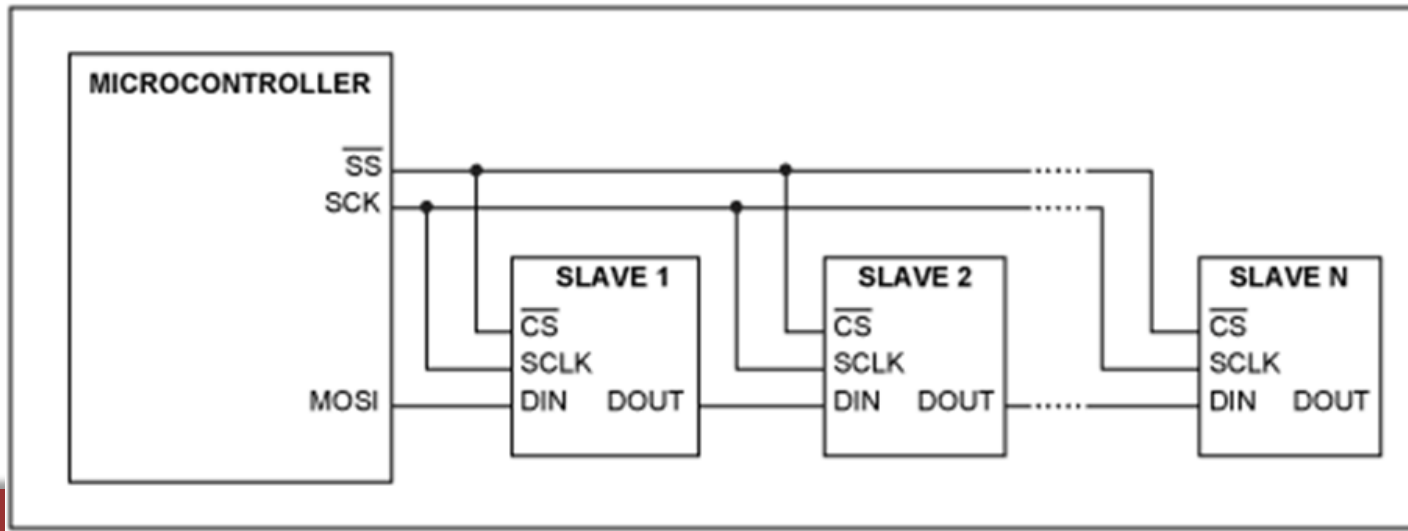 MICROCONTROLLER
SS
SCK
MOSI
SLAVE 1
CS
SCLK
DIN DOUT
SLAVE 2
CS
SCLK
DIN DOUT
SLAVE N
CS
SCLK
DIN DOUT